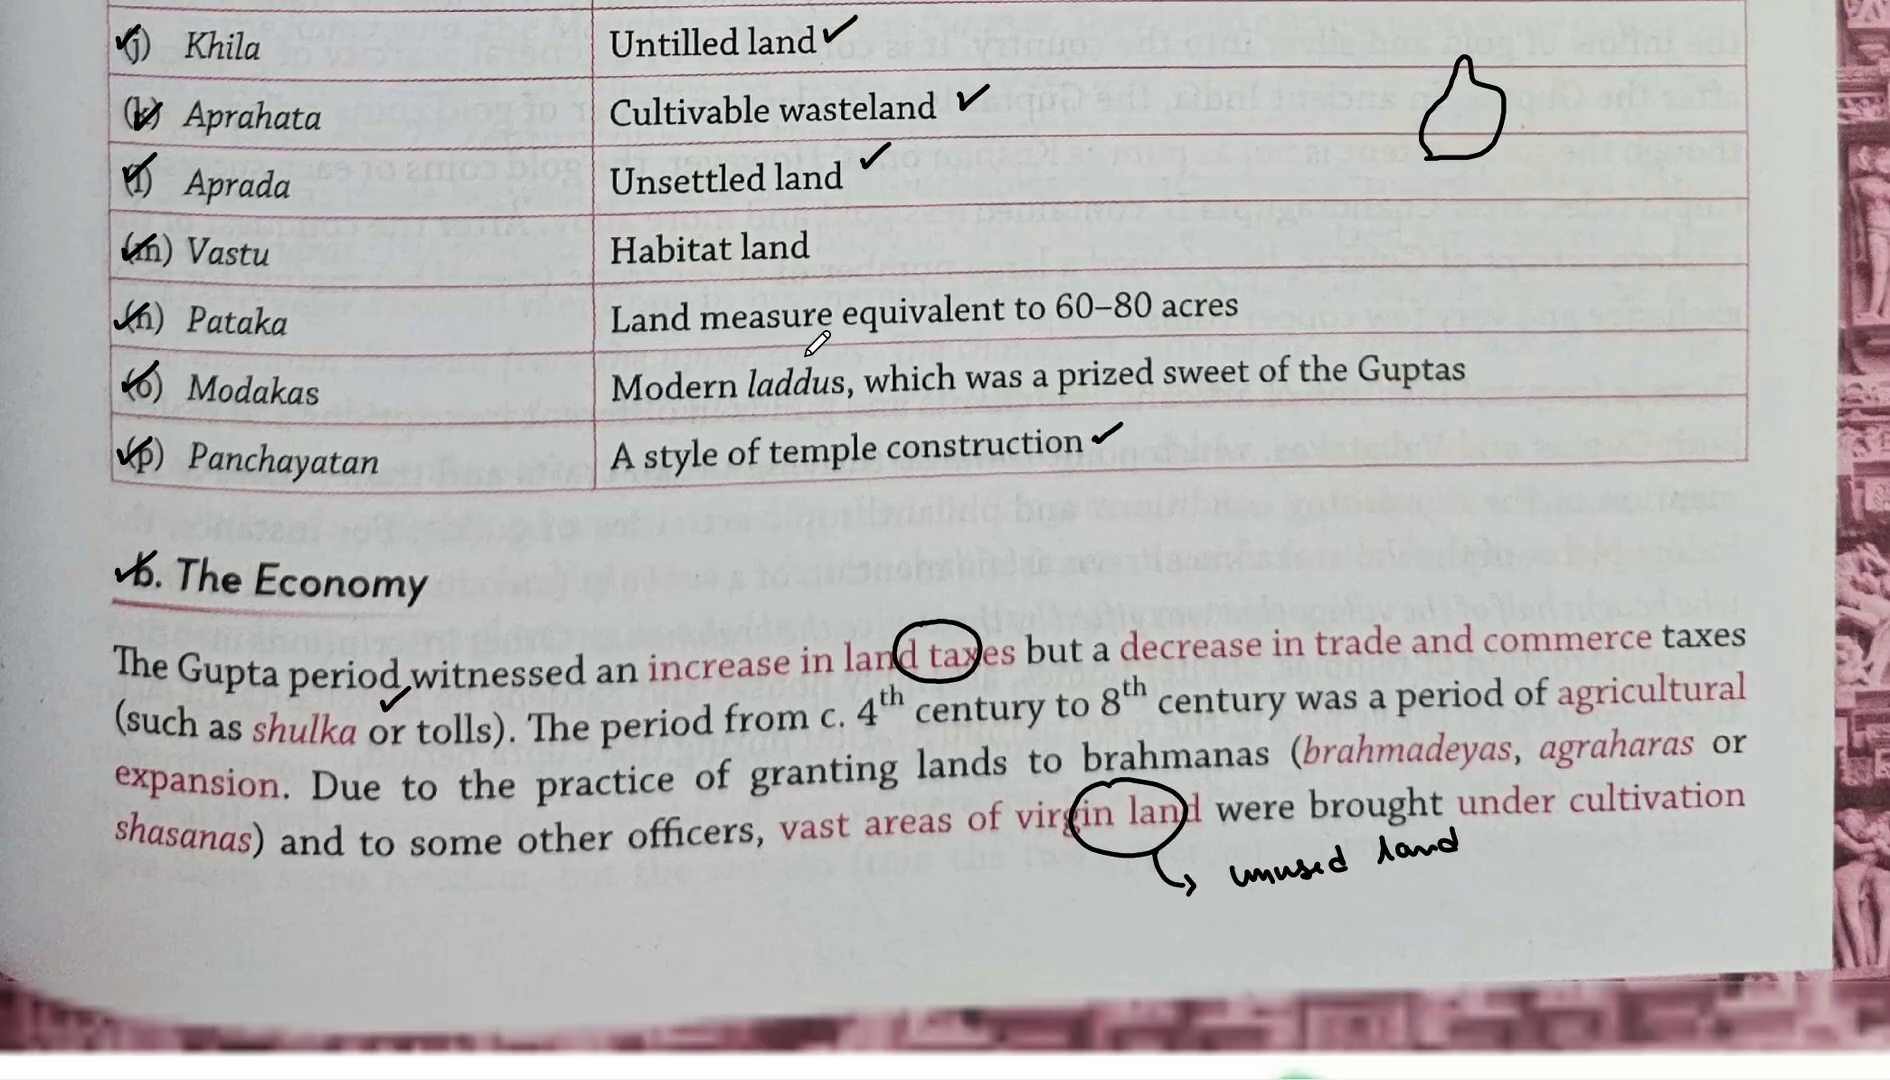 (j) Khila Untilled land
(k) Aprahata Cultivable wasteland
(l) Aprada Unsettled land
(m) Vastu Habitat land
(n) Pataka Land measure equivalent to 60–80 acres
(o) Modakas Modern laddus, which was a prized sweet of the Guptas
(p) Panchayatan A style of temple construction
b. The Economy
The Gupta period witnessed an increase in land taxes but a decrease in trade and commerce taxes
(such as shulka or tolls). The period from c. 4th century to 8th century was a period of agricultural
expansion. Due to the practice of granting lands to brahmanas (brahmadeyas, agraharas or
shasanas) and to some other officers, vast areas of virgin land were brought under cultivation
unused land